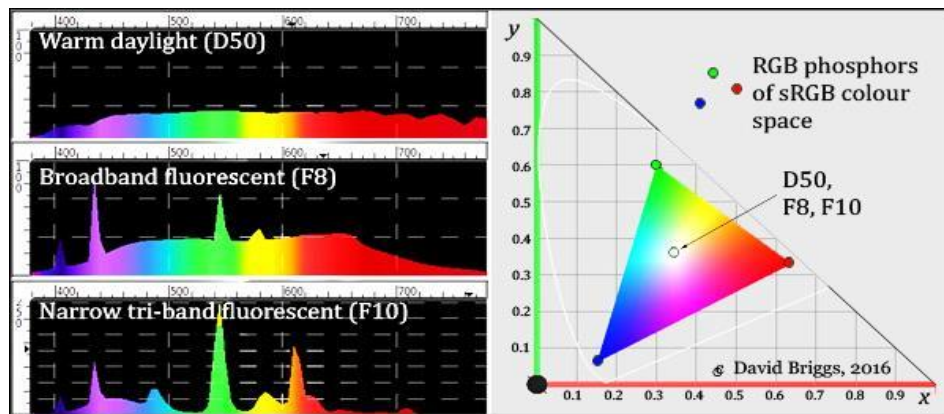 400 500 600 700
100
Warm daylight (D50)
400 500 600 700
100
Broadband fluorescent (F8)
400 500 600 700
Narrow tri-band fluorescent (F10)
y
0.9
0.8
0.7
0.6
0.5
0.4
0.3
0.2
0.1
RGB phosphors
of sRGB colour
space
D50,
F8, F10
© David Briggs, 2016
0.1 0.2 0.3 0.4 0.5 0.6 0.7 0.8 0.9
x